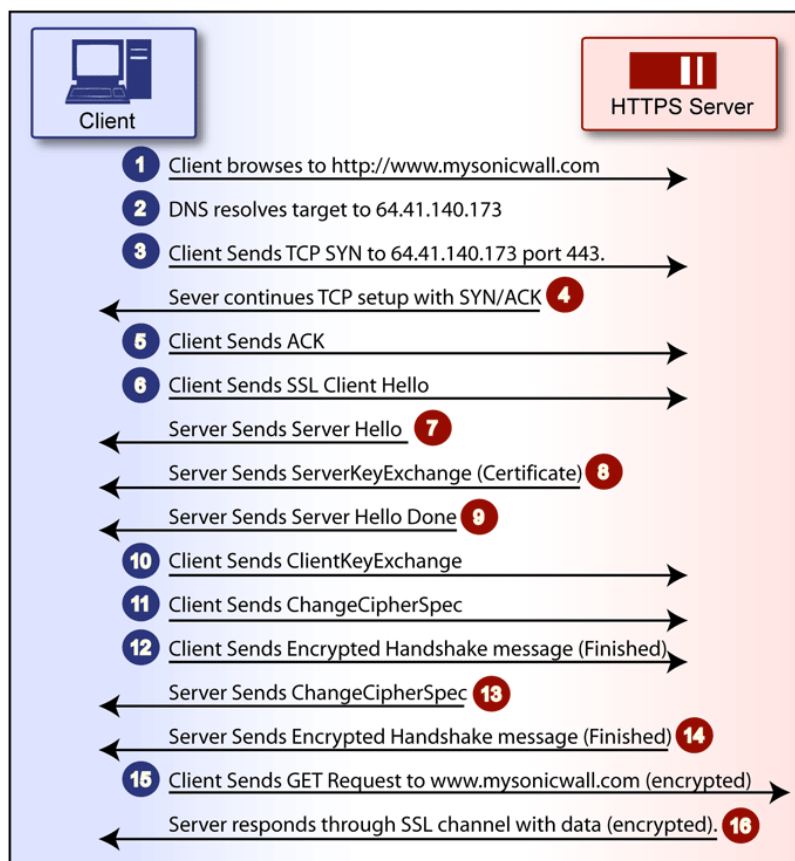 Client
HTTPS Server
1 Client browses to http://www.mysonicwall.com
2 DNS resolves target to 64.41.140.173
3 Client Sends TCP SYN to 64.41.140.173 port 443.
Sever continues TCP setup with SYN/ACK 4
5 Client Sends ACK
6 Client Sends SSL Client Hello
Server Sends Server Hello 7
Server Sends ServerKeyExchange (Certificate) 8
Server Sends Server Hello Done 9
10 Client Sends ClientKeyExchange
11 Client Sends ChangeCipherSpec
12 Client Sends Encrypted Handshake message (Finished)
Server Sends ChangeCipherSpec 13
Server Sends Encrypted Handshake message (Finished) 14
15 Client Sends GET Request to www.mysonicwall.com (encrypted)
Server responds through SSL channel with data (encrypted). 16